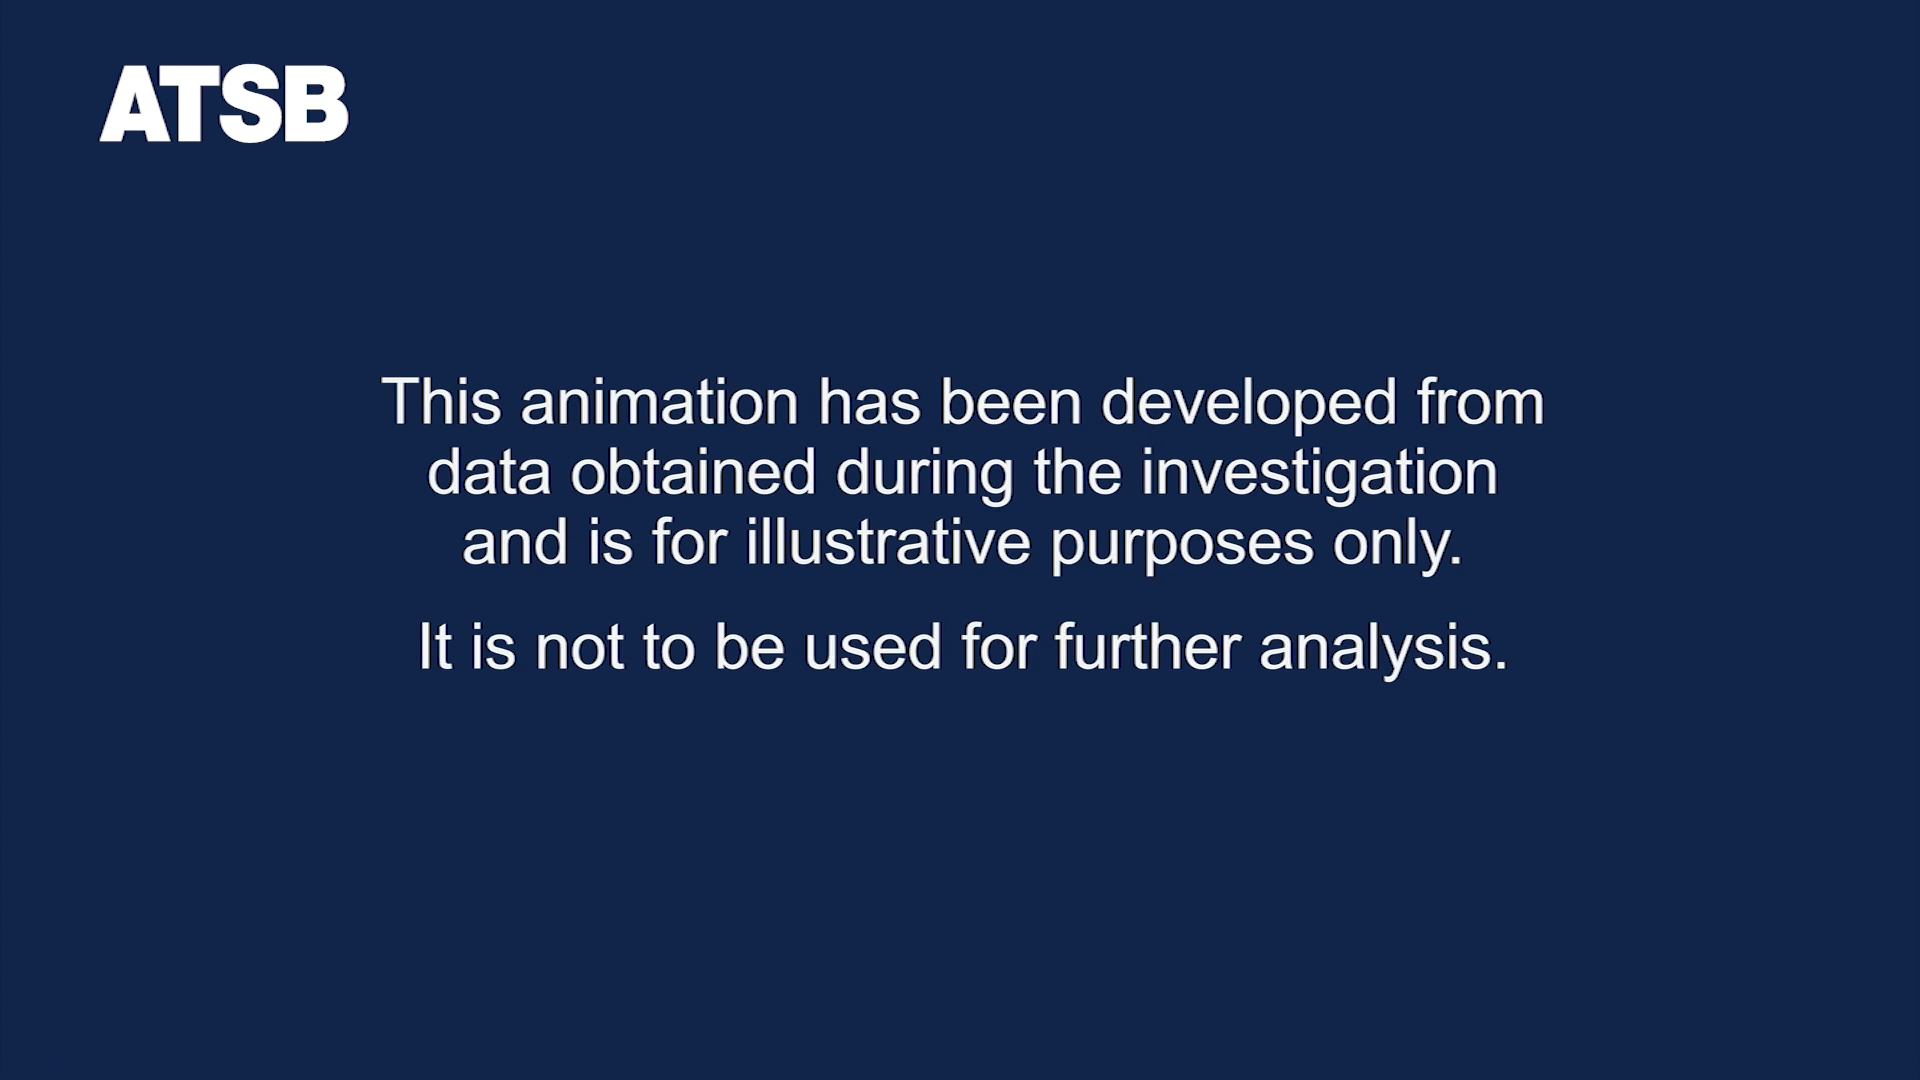 ATSB
This animation has been developed from
data obtained during the investigation
and is for illustrative purposes only.
It is not to be used for further analysis.